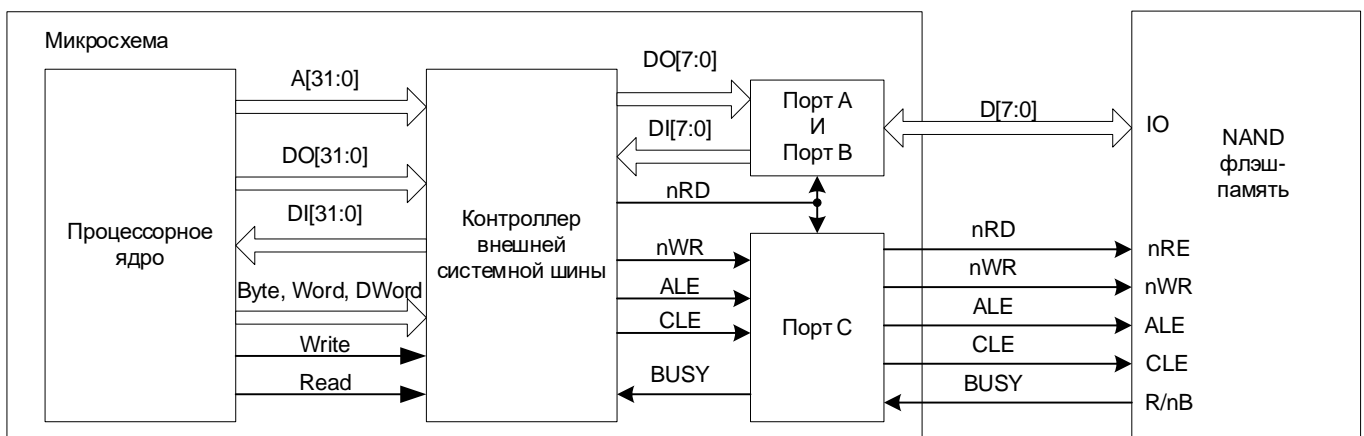 Микросхема
Процессорное
ядро
A[31:0]
DO[31:0]
DI[31:0]
Byte, Word, DWord
Write
Read
Контроллер
внешней
системной шины
DO[7:0]
DI[7:0]
nRD
nWR
ALE
CLE
BUSY
Порт А
И
Порт В
Порт С
D[7:0]
nRD
nWR
ALE
CLE
BUSY
IO
nRE
nWR
ALE
CLE
R/nB
NAND
флэш-
память